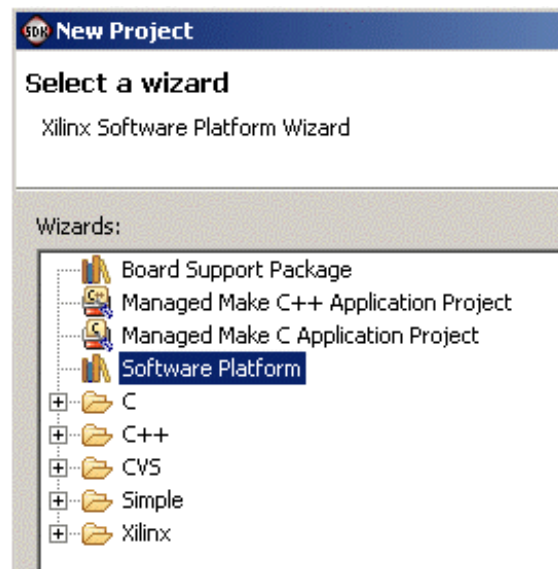 SDK New Project
Select a wizard
Xilinx Software Platform Wizard
Wizards:
Board Support Package
C++ Managed Make C++ Application Project
C Managed Make C Application Project
Software Platform
C
C++
CVS
Simple
Xilinx